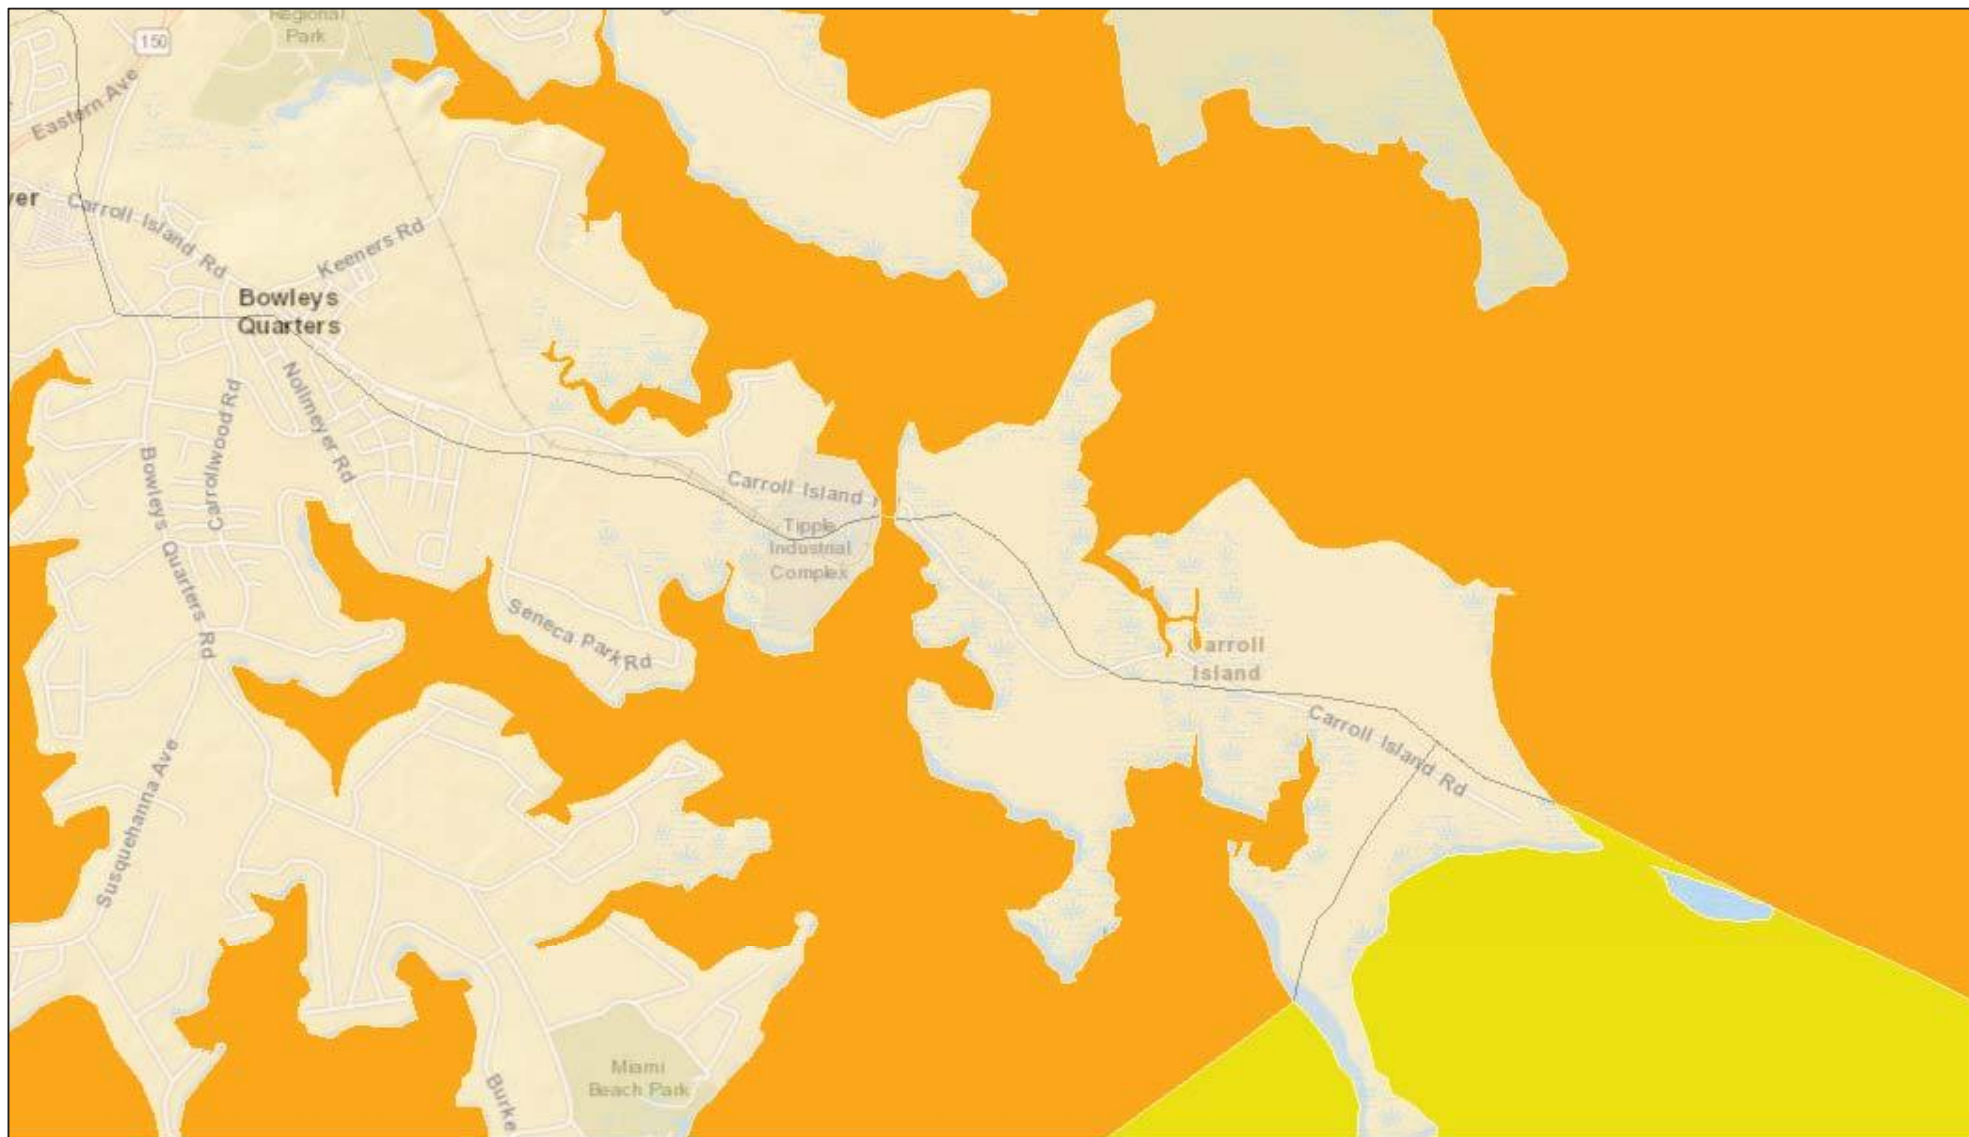 Regional
Park
150
Eastern Ave
yer
Carroll Island Rd
Keeners Rd
Bowleys
Quarters
Nollmeyer Rd
Carrollwood Rd
Bowleys Quarters Rd
Carroll Island
Tipple
Industrial
Complex
Seneca Park Rd
Carroll
Island
Carroll Island Rd
Susquehanna Ave
Miami
Beach Park
Burke